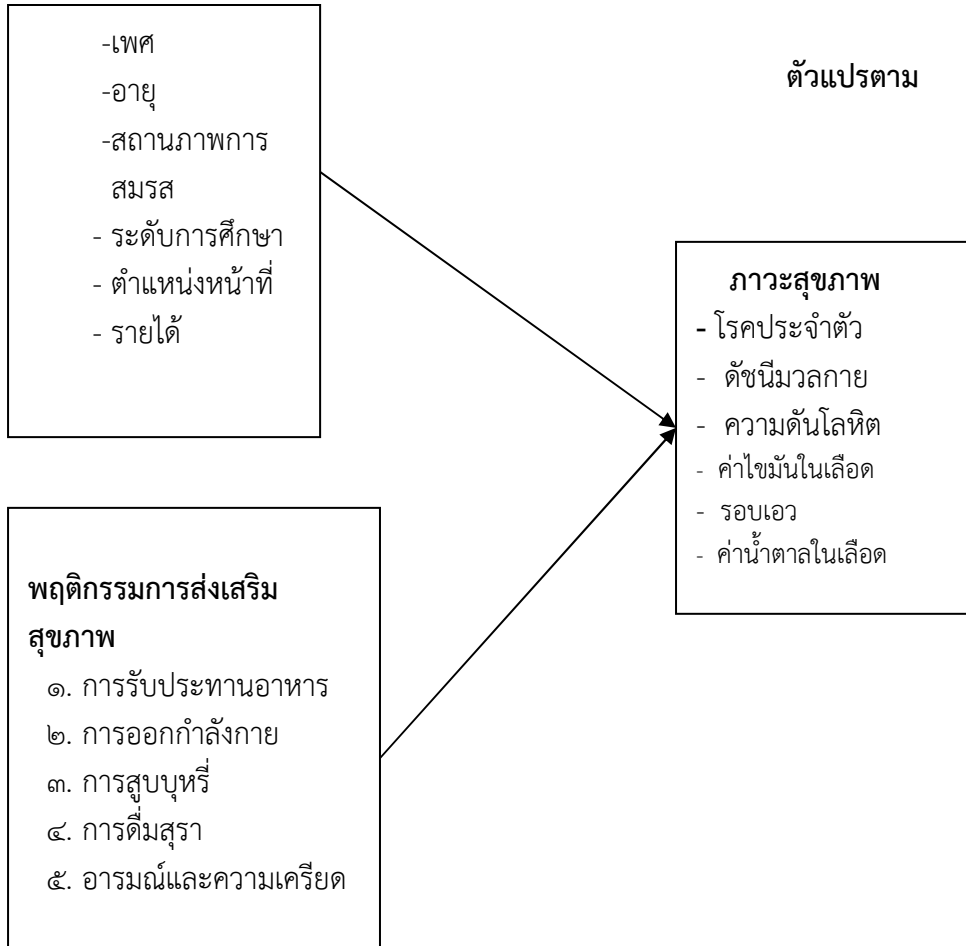 -เพศ
-อายุ
-สถานภาพการ
สมรส
- ระดับการศึกษา
- ตำแหน่งหน้าที่
- รายได้
ตัวแปรตาม
ภาวะสุขภาพ
- โรคประจำตัว
- ดัชนีมวลกาย
- ความดันโลหิต
- ค่าไขมันในเลือด
- รอบเอว
- ค่าน้ำตาลในเลือด
พฤติกรรมการส่งเสริม
สุขภาพ
๑. การรับประทานอาหาร
๒. การออกกำลังกาย
๓. การสูบบุหรี่
๔. การดื่มสุรา
๕. อารมณ์และความเครียด